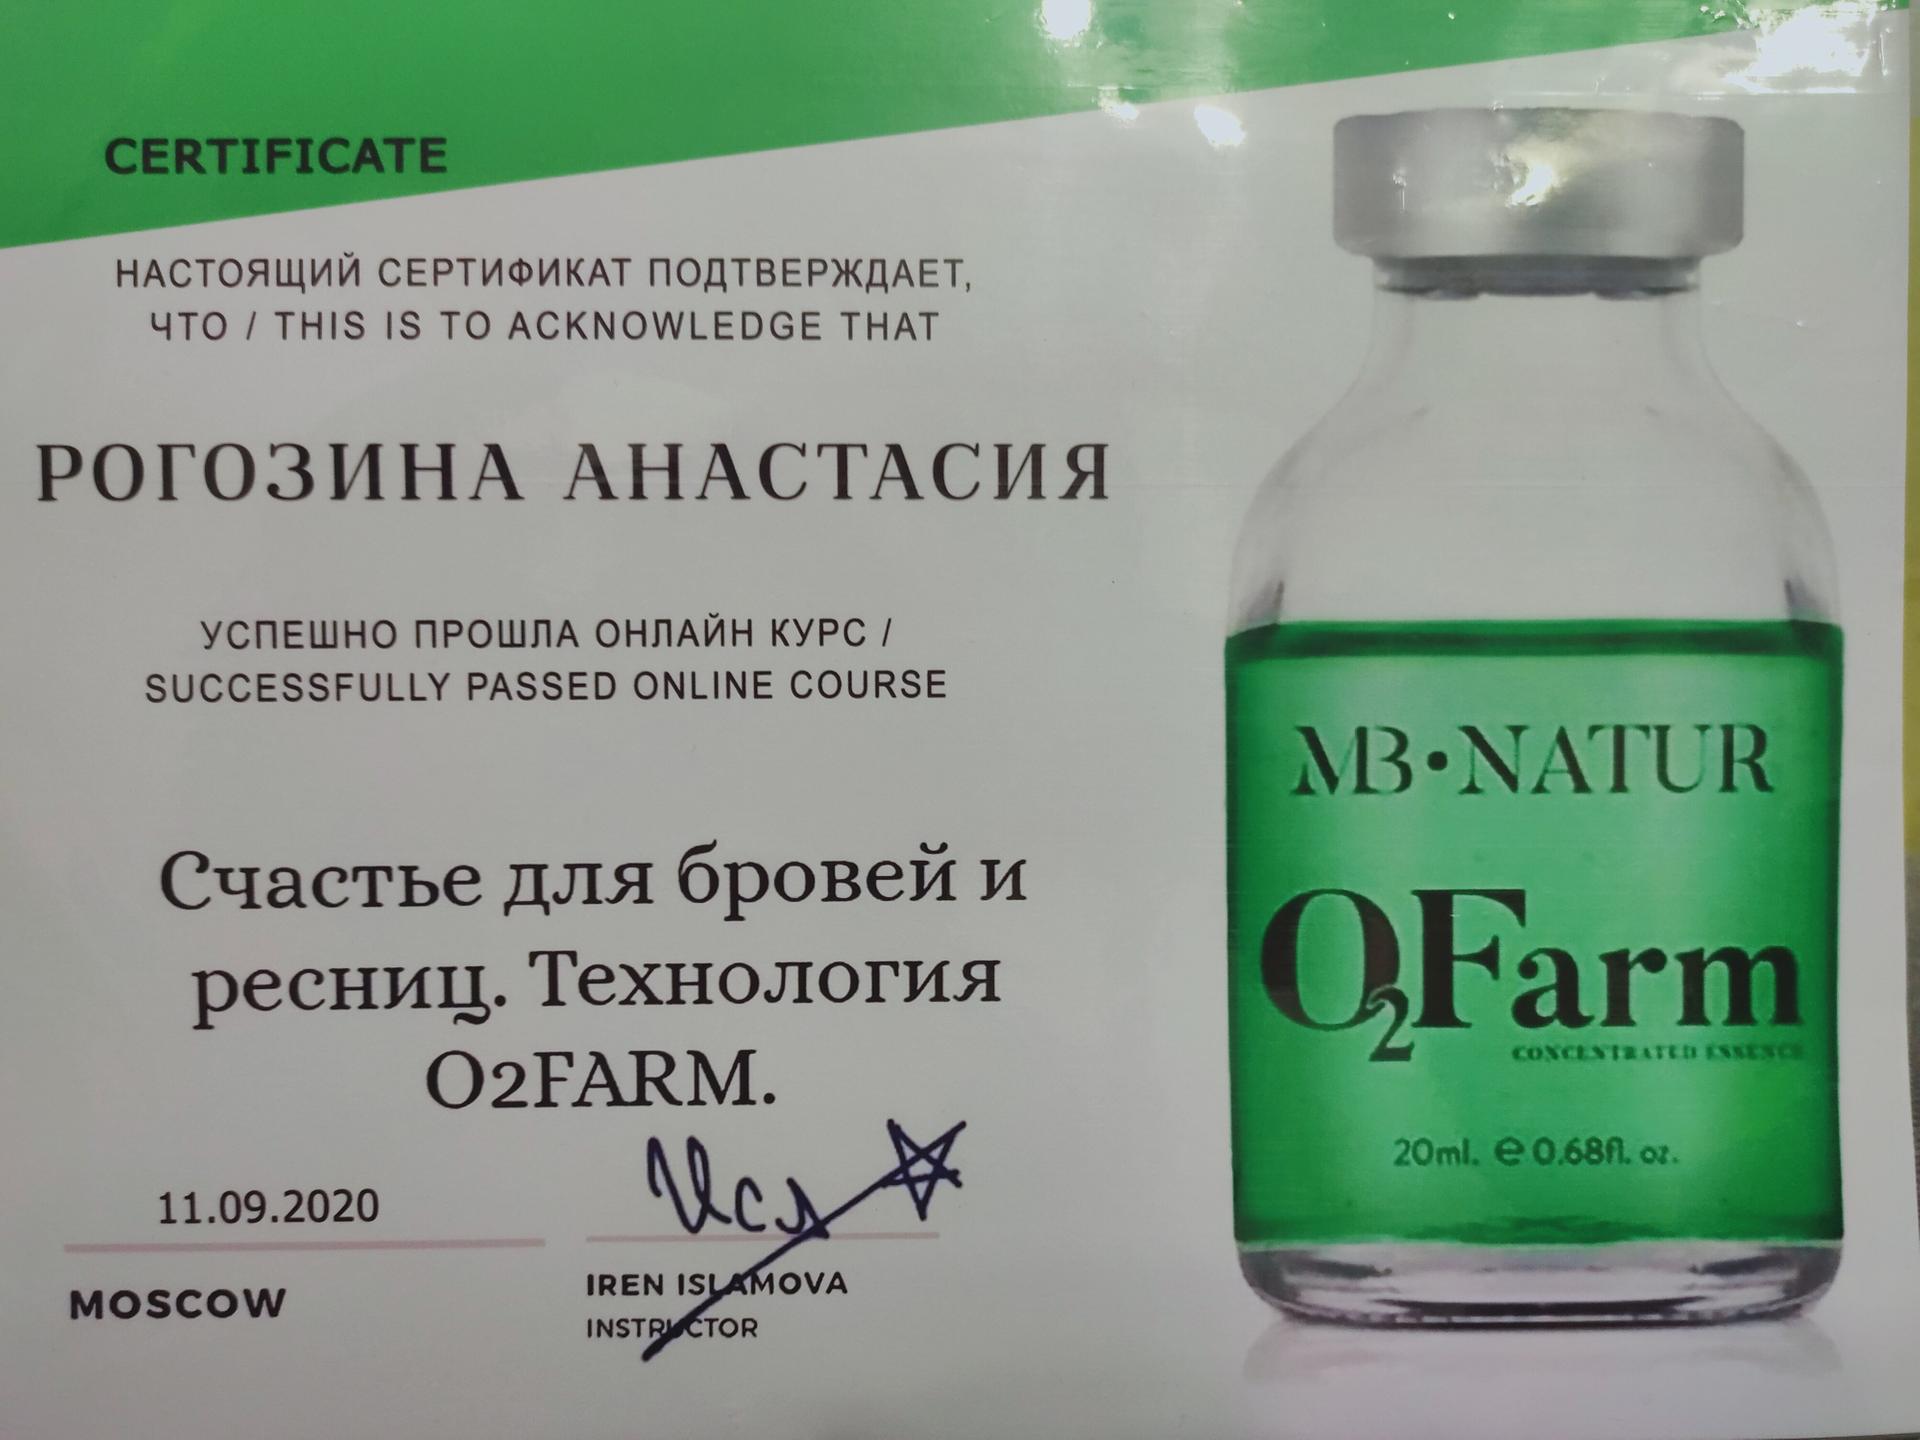 CERTIFICATE
НАСТОЯЩИЙ СЕРТИФИКАТ ПОДТВЕРЖДАЕТ,
ЧТО / THIS IS TO ACKNOWLEDGE THAT
РОГОЗИНА АНАСТАСИЯ
УСПЕШНО ПРОШЛА ОНЛАЙН КУРС /
SUCCESSFULLY PASSED ONLINE COURSE
Счастье для бровей и
ресниц. Технология
O2FARM.
11.09.2020
MOSCOW
Исл
IREN ISLAMOVA
INSTRUCTOR
MB·NATUR
O2Farm
CONCENTRATED ESSENCE
20ml. e 0.68fl. oz.